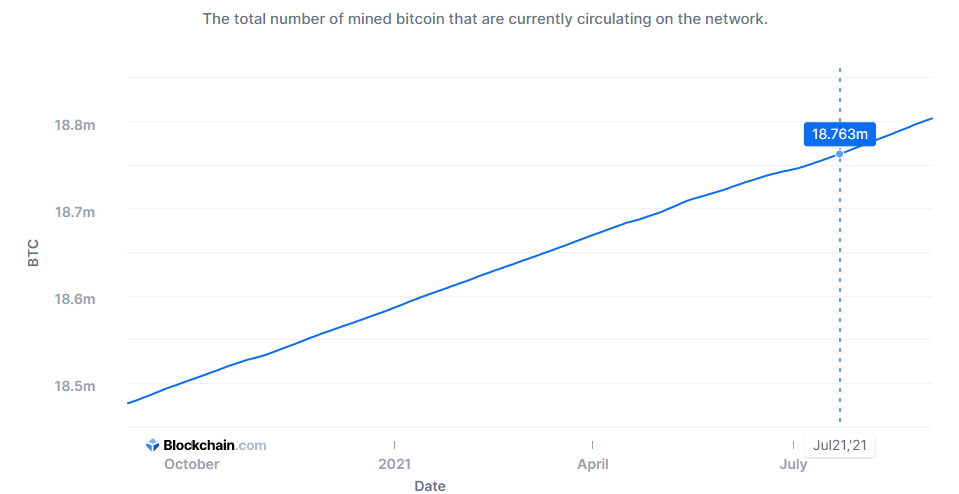 The total number of mined bitcoin that are currently circulating on the network.
18.8m
18.763m
18.7m
BTC
18.6m
18.5m
Blockchain.com
Jul21,'21
October
2021
April
July
Date